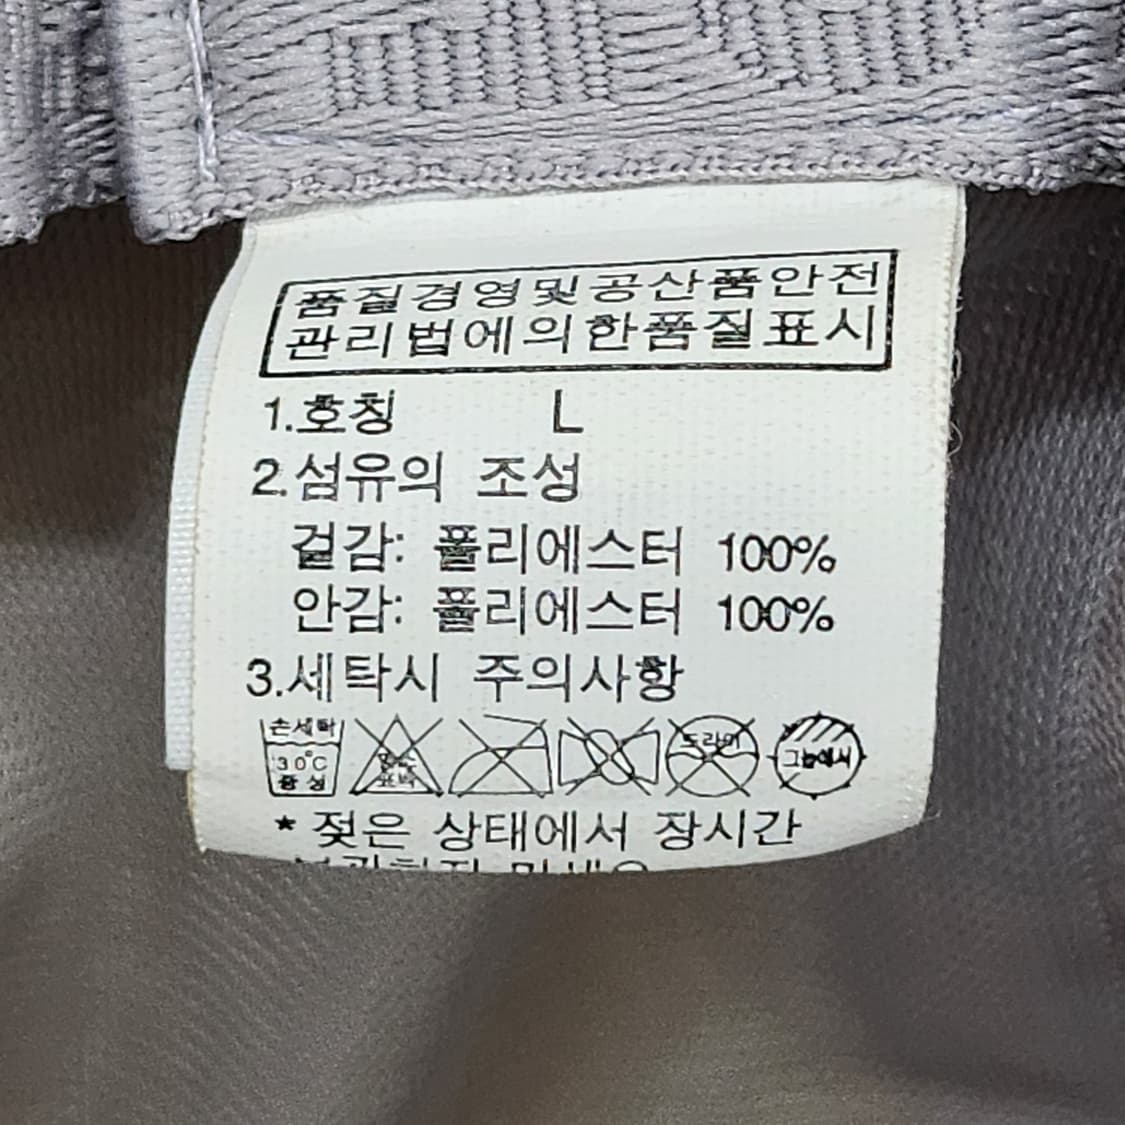 품질경영및공산품안전
관리법에의한품질표시
1.호칭 L
2.섬유의 조성
겉감: 폴리에스터 100%
안감: 폴리에스터 100%
3.세탁시 주의사항
손세탁
30℃
중성
드라이
그늘에서
* 젖은 상태에서 장시간